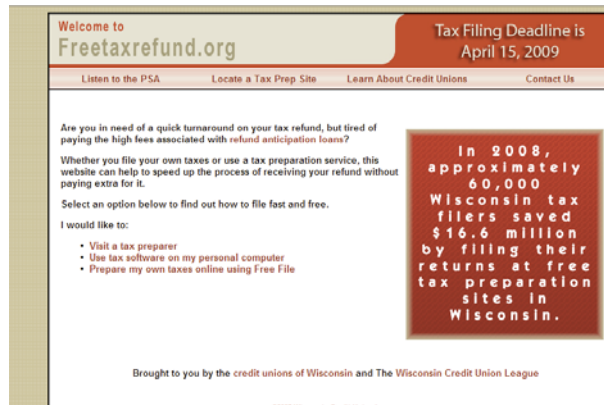 Welcome to
Freetaxrefund.org
Tax Filing Deadline is
April 15, 2009
Listen to the PSA
Locate a Tax Prep Site
Learn About Credit Unions
Contact Us
Are you in need of a quick turnaround on your tax refund, but tired of
paying the high fees associated with refund anticipation loans?
Whether you file your own taxes or use a tax preparation service, this
website can help to speed up the process of receiving your refund without
paying extra for it.
Select an option below to find out how to file fast and free.
I would like to:
• Visit a tax preparer
• Use tax software on my personal computer
• Prepare my own taxes online using Free File
In 2008,
approximately
60,000
Wisconsin tax
filers saved
$16.6 million
by filing their
returns at free
tax preparation
sites in
Wisconsin.
Brought to you by the credit unions of Wisconsin and The Wisconsin Credit Union League